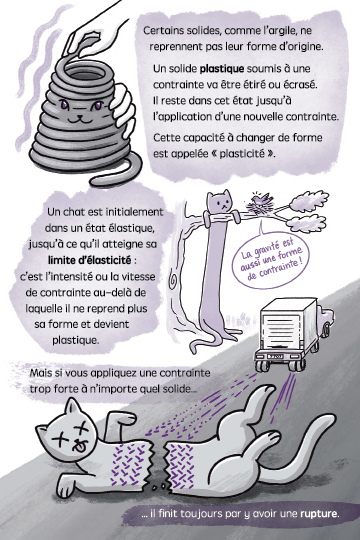 Certains solides, comme l'argile, ne
reprennent pas leur forme d'origine.
Un solide plastique soumis à une
contrainte va être étiré ou écrasé.
Il reste dans cet état jusqu'à
l'application d'une nouvelle contrainte.
Cette capacité à changer de forme
est appelée « plasticité ».
Un chat est initialement
dans un état élastique,
jusqu'à ce qu'il atteigne sa
limite d'élasticité :
c'est l'intensité ou la vitesse
de contrainte au-delà de
laquelle il ne reprend plus
sa forme et devient
plastique.
La gravité est
aussi une forme
de contrainte !
Mais si vous appliquez une contrainte
trop forte à n'importe quel solide...
... il finit toujours par y avoir une rupture.